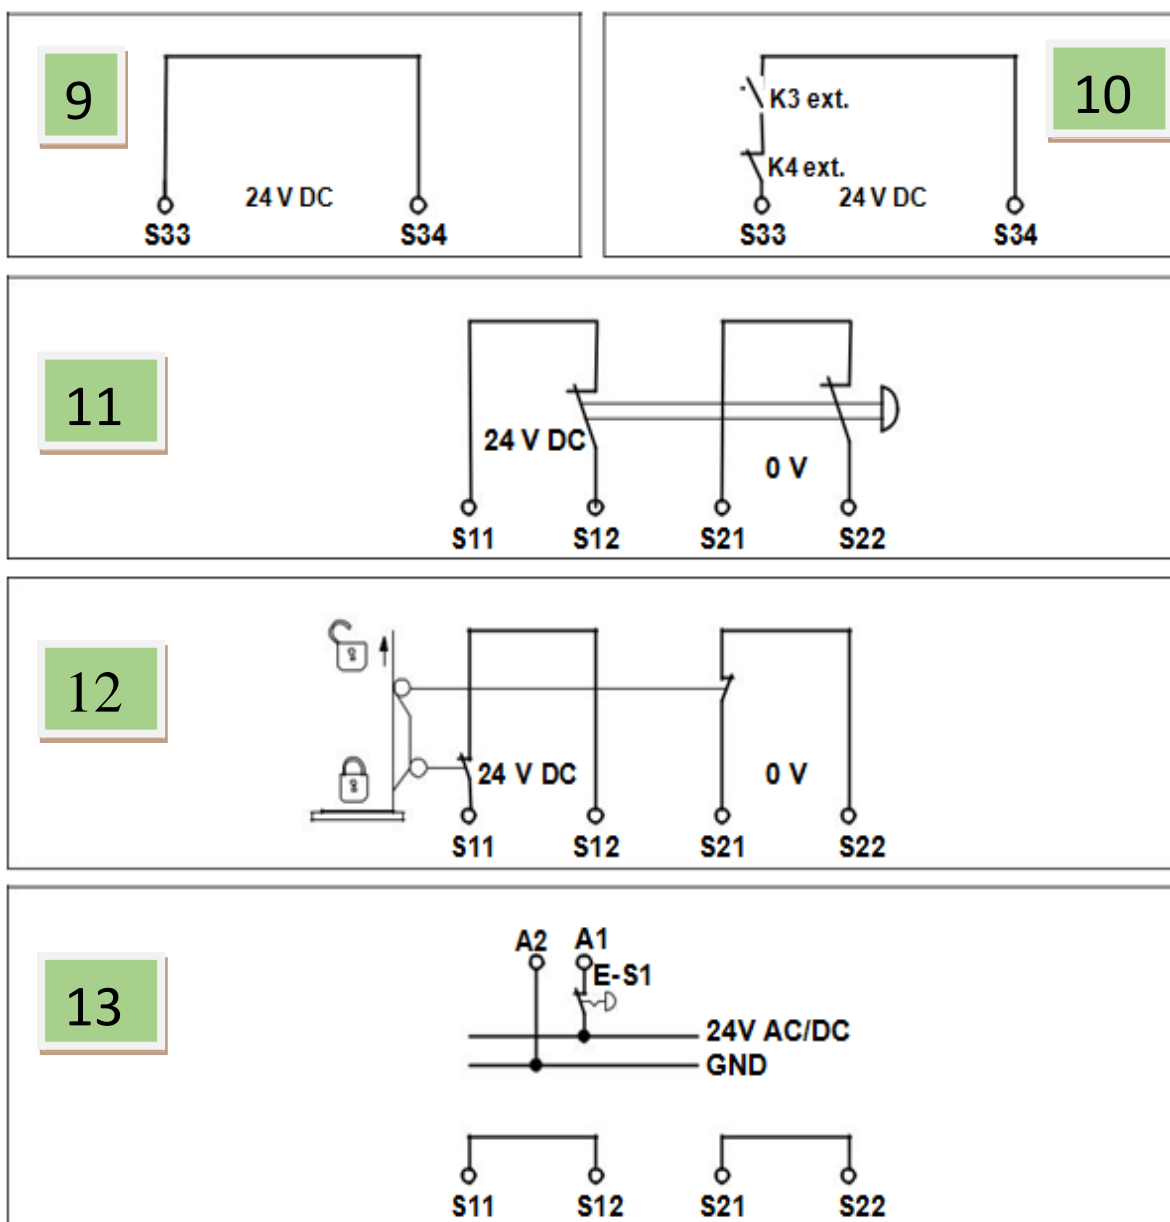 9
24 V DC
S33 S34
10
K3 ext.
K4 ext.
24 V DC
S33 S34
11
24 V DC
0 V
S11 S12 S21 S22
12
24 V DC 0 V
S11 S12 S21 S22
13
A2 A1
E-S1
24V AC/DC
GND
S11 S12 S21 S22